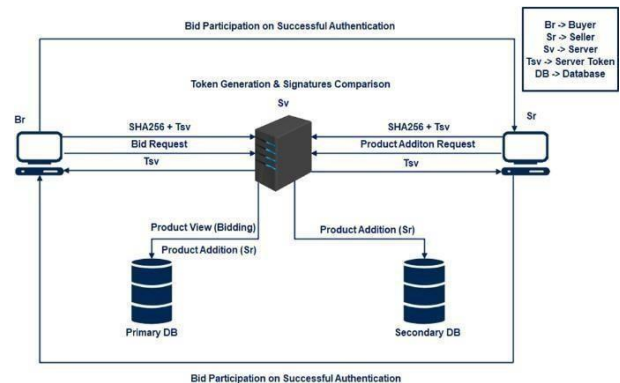 Bid Participation on Successful Authentication
Br -> Buyer
Sr -> Seller
Sv -> Server
Tsv -> Server Token
DB -> Database
Token Generation & Signatures Comparison
Sv
Br
Sr
SHA256 + Tsv
SHA256 + Tsv
Bid Request
Product Additon Request
Tsv
Tsv
Product View (Bidding)
Product Addition (Sr)
Product Addition (Sr)
Primary DB
Secondary DB
Bid Participation on Successful Authentication